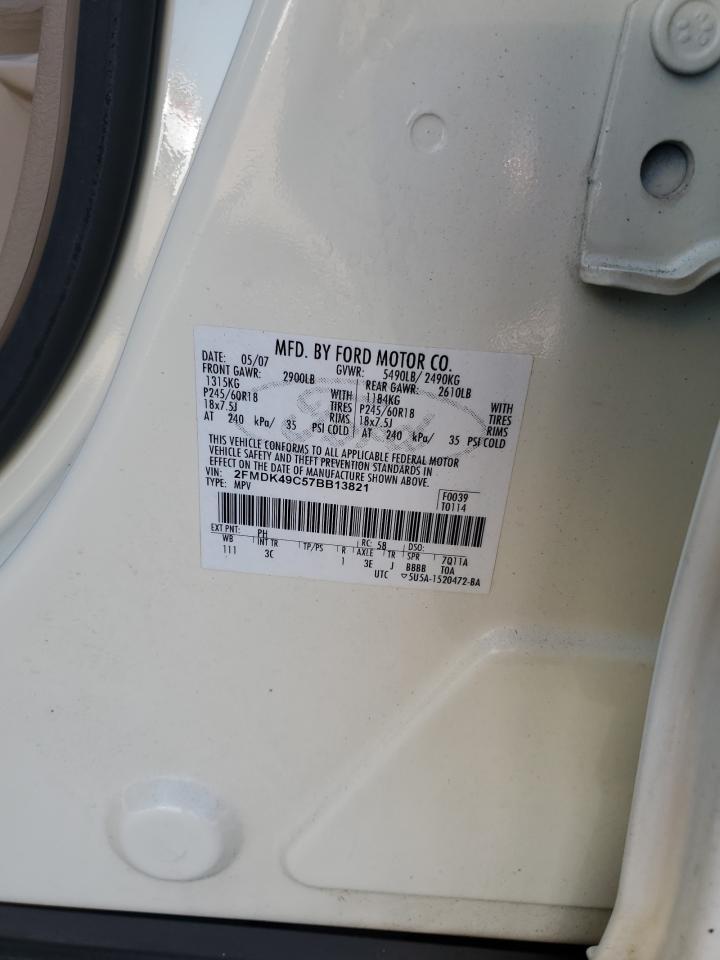 MFD. BY FORD MOTOR CO.
DATE: 05/07 GVWR: 5490LB/ 2490KG
FRONT GAWR: 2900LB REAR GAWR: 2610LB
1315KG WITH 1184KG WITH
P245/60R18 TIRES P245/60R18 TIRES
18x7.5J RIMS 18x7.5J RIMS
AT 240 kPa/ 35 PSI COLD AT 240 kPa/ 35 PSI COLD
THIS VEHICLE CONFORMS TO ALL APPLICABLE FEDERAL MOTOR
VEHICLE SAFETY AND THEFT PREVENTION STANDARDS IN
EFFECT ON THE DATE OF MANUFACTURE SHOWN ABOVE.
VIN: 2FMDK49C57BB13821 F0039
TYPE: MPV T0114
EXT PNT: PH RC: 58 DSO:
WB INT TR TP/PS R AXLE TR SPR 7Q11A
111 3C 1 3E J BBBB TOA
UTC ▽5U5A-1520472-BA